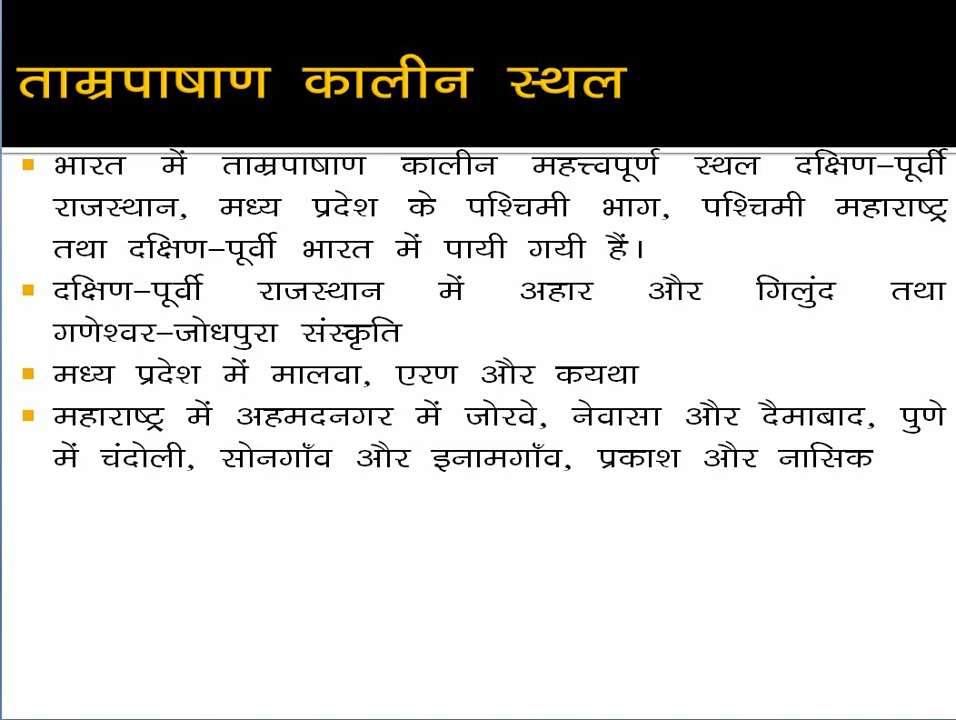 ताम्रपाषाण कालीन स्थल
भारत में ताम्रपाषाण कालीन महत्त्वपूर्ण स्थल दक्षिण-पूर्वी
राजस्थान, मध्य प्रदेश के पश्चिमी भाग, पश्चिमी महाराष्ट्र
तथा दक्षिण-पूर्वी भारत में पायी गयी हैं।
दक्षिण-पूर्वी राजस्थान में अहार और गिलुंद तथा
गणेश्वर-जोधपुरा संस्कृति
मध्य प्रदेश में मालवा, एरण और कयथा
महाराष्ट्र में अहमदनगर में जोरवे, नेवासा और दैमाबाद, पुणे
में चंदोली, सोनगाँव और इनामगाँव, प्रकाश और नासिक